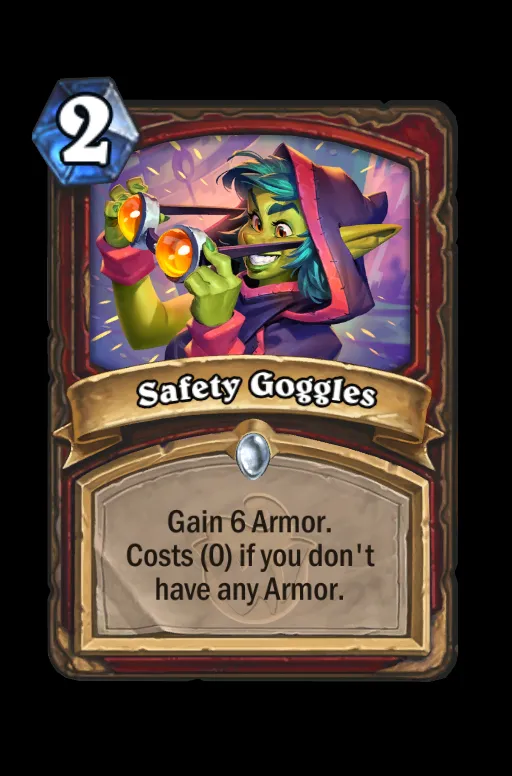 2
Safety Goggles
Gain 6 Armor.
Costs (0) if you don't
have any Armor.